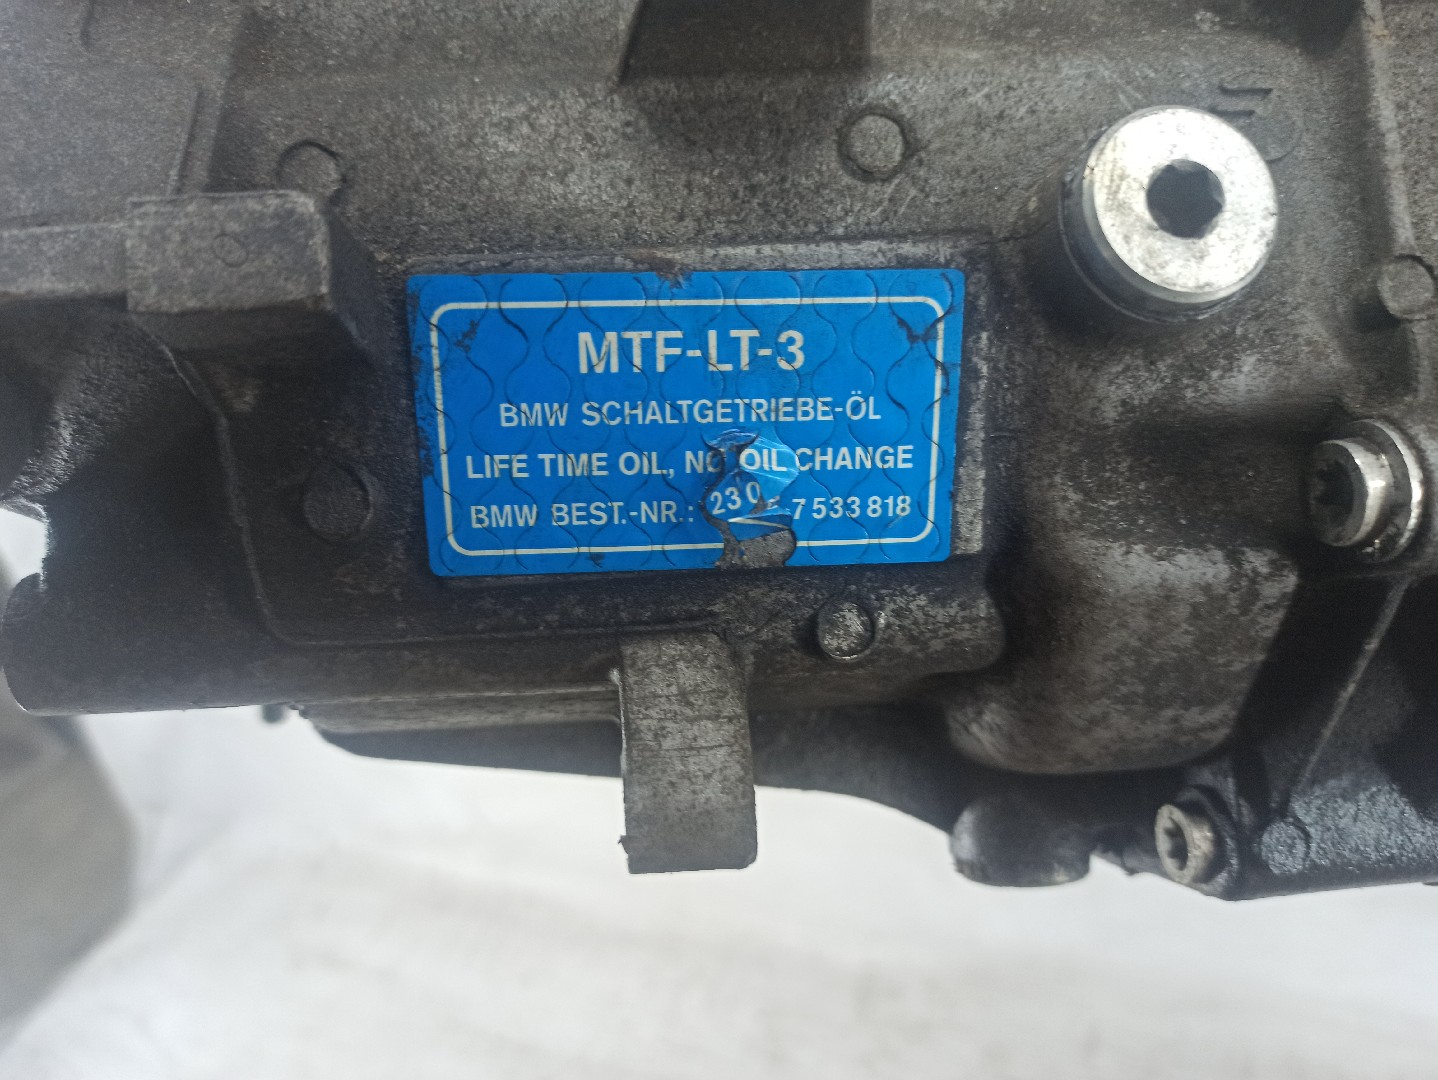 MTF-LT-3
BMW SCHALTGETRIEBE-ÖL
LIFE TIME OIL, NO OIL CHANGE
BMW BEST.-NR.: 230 7 533 818